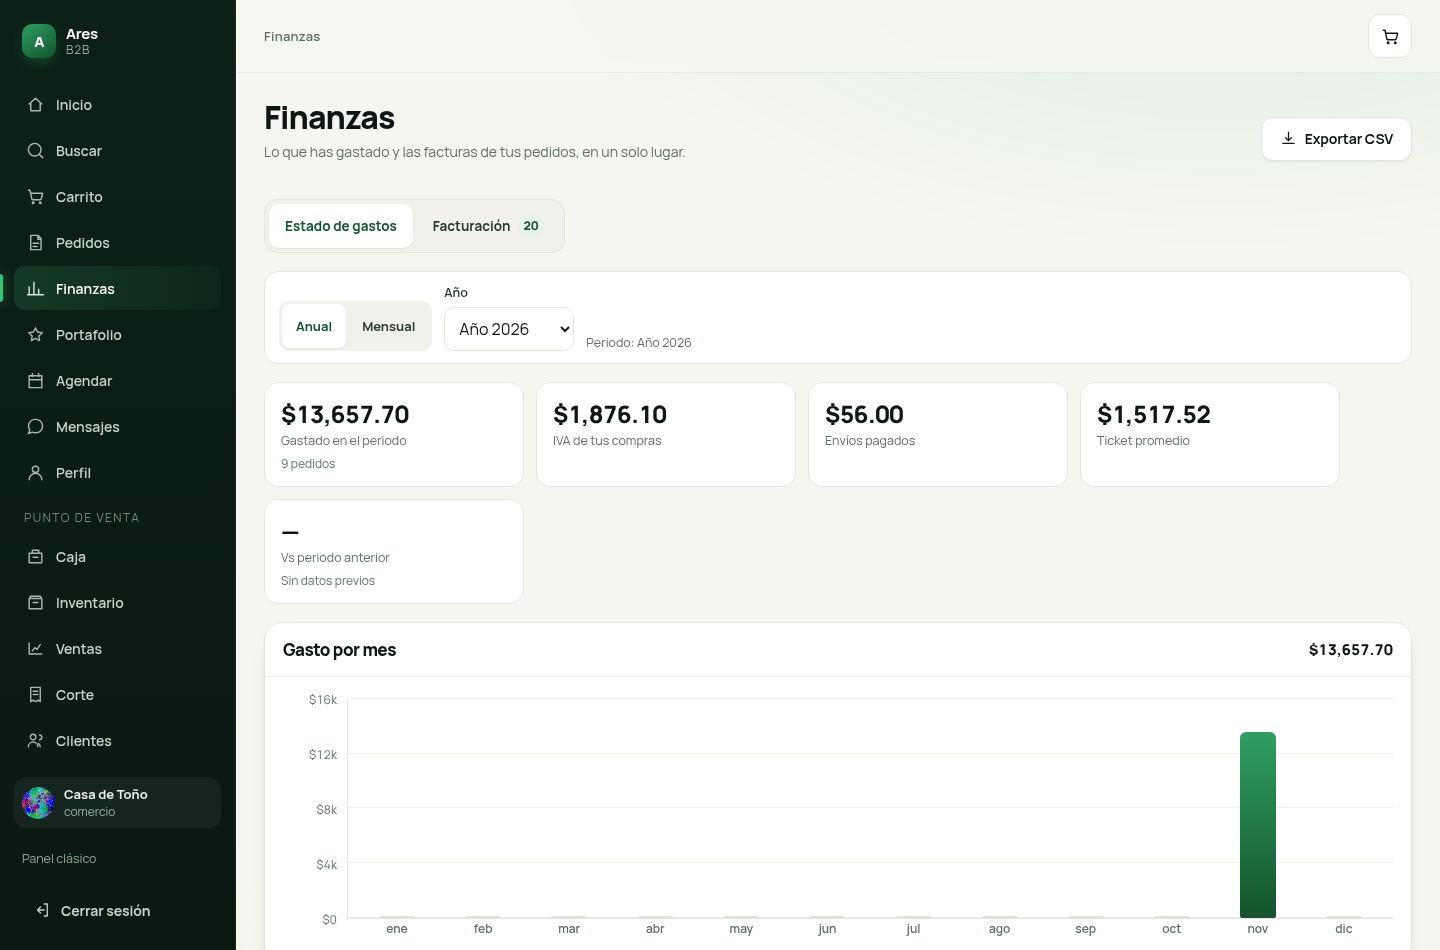 A
Ares
B2B
Inicio
Buscar
Carrito
Pedidos
Finanzas
Portafolio
Agendar
Mensajes
Perfil
PUNTO DE VENTA
Caja
Inventario
Ventas
Corte
Clientes
Casa de Toño
comercio
Panel clásico
Cerrar sesión
Finanzas
Finanzas
Lo que has gastado y las facturas de tus pedidos, en un solo lugar.
Exportar CSV
Estado de gastos
Facturación 20
Anual
Mensual
Año
Año 2026
Periodo: Año 2026
$13,657.70
Gastado en el periodo
9 pedidos
$1,876.10
IVA de tus compras
$56.00
Envíos pagados
$1,517.52
Ticket promedio
—
Vs periodo anterior
Sin datos previos
Gasto por mes
$13,657.70
$16k
$12k
$8k
$4k
$0
ene feb mar abr may jun jul ago sep oct nov dic